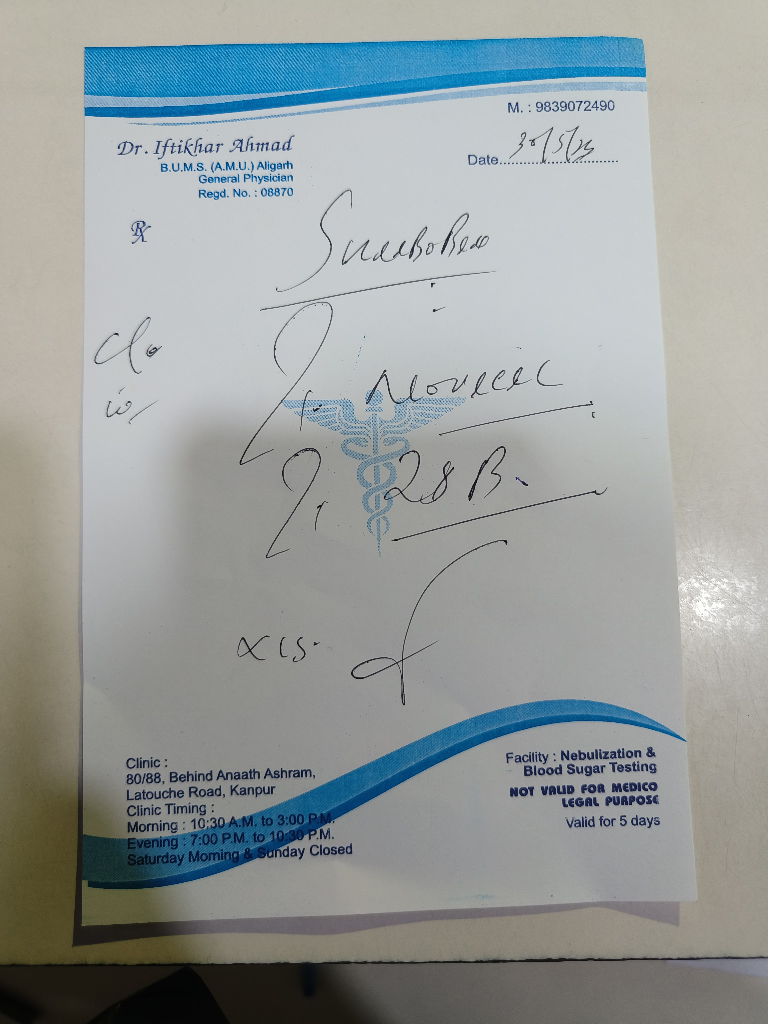 M. : 9839072490
Dr. Iftikhar Ahmad
B.U.M.S. (A.M.U.) Aligarh
General Physician
Regd. No. : 08870
Date 30/5/23
Rx
C/o
x 15.
Clinic :
80/88, Behind Anaath Ashram,
Latouche Road, Kanpur
Clinic Timing :
Morning : 10:30 A.M. to 3:00 P.M.
Evening : 7:00 P.M. to 10:30 P.M.
Saturday Morning & Sunday Closed
Facility : Nebulization &
Blood Sugar Testing
NOT VALID FOR MEDICO
LEGAL PURPOSE
Valid for 5 days